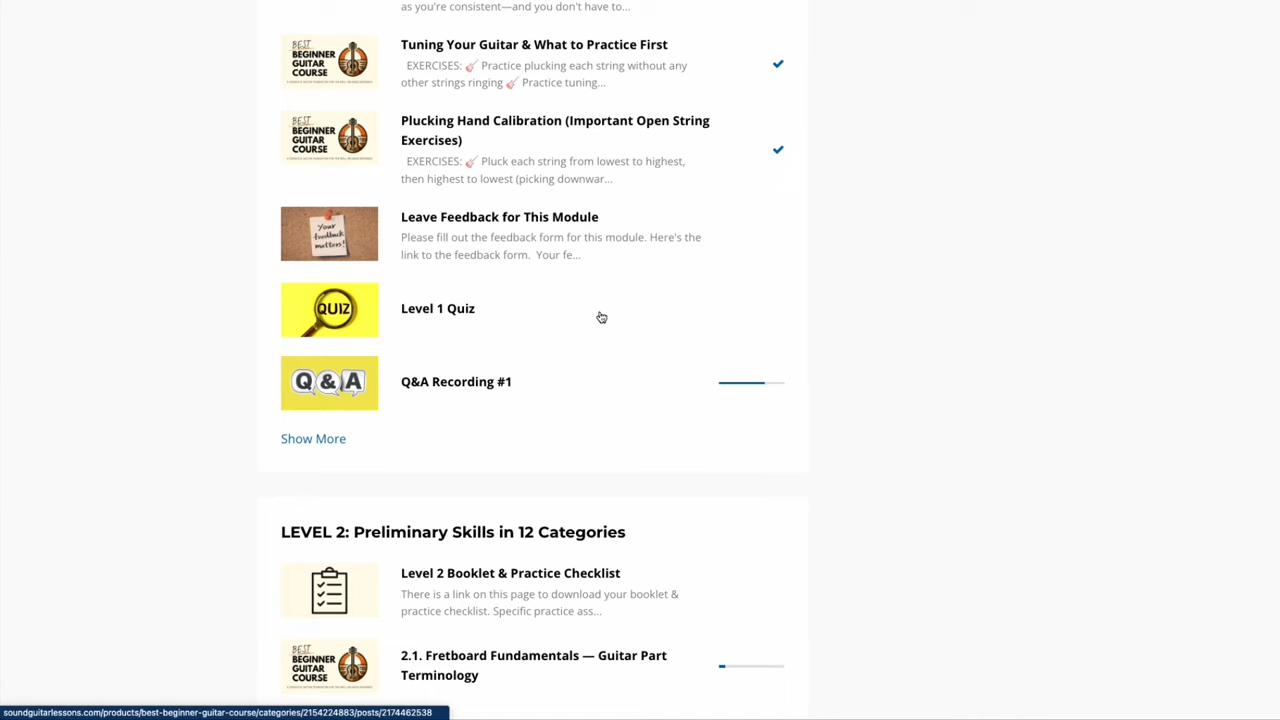 as you're consistent—and you don't have to...
BEST
BEGINNER
GUITAR
COURSE
Tuning Your Guitar & What to Practice First
EXERCISES: 🎸 Practice plucking each string without any
other strings ringing 🎸 Practice tuning...
BEST
BEGINNER
GUITAR
COURSE
Plucking Hand Calibration (Important Open String
Exercises)
EXERCISES: 🎸 Pluck each string from lowest to highest,
then highest to lowest (picking downwar...
Your
feedback
matters!
Leave Feedback for This Module
Please fill out the feedback form for this module. Here's the
link to the feedback form. Your fe...
QUIZ
Level 1 Quiz
Q&A
Q&A Recording #1
Show More
LEVEL 2: Preliminary Skills in 12 Categories
Level 2 Booklet & Practice Checklist
There is a link on this page to download your booklet &
practice checklist. Specific practice ass...
BEST
BEGINNER
GUITAR
COURSE
2.1. Fretboard Fundamentals — Guitar Part
Terminology
soundguitarlessons.com/products/best-beginner-guitar-course/categories/2154224883/posts/2174462538